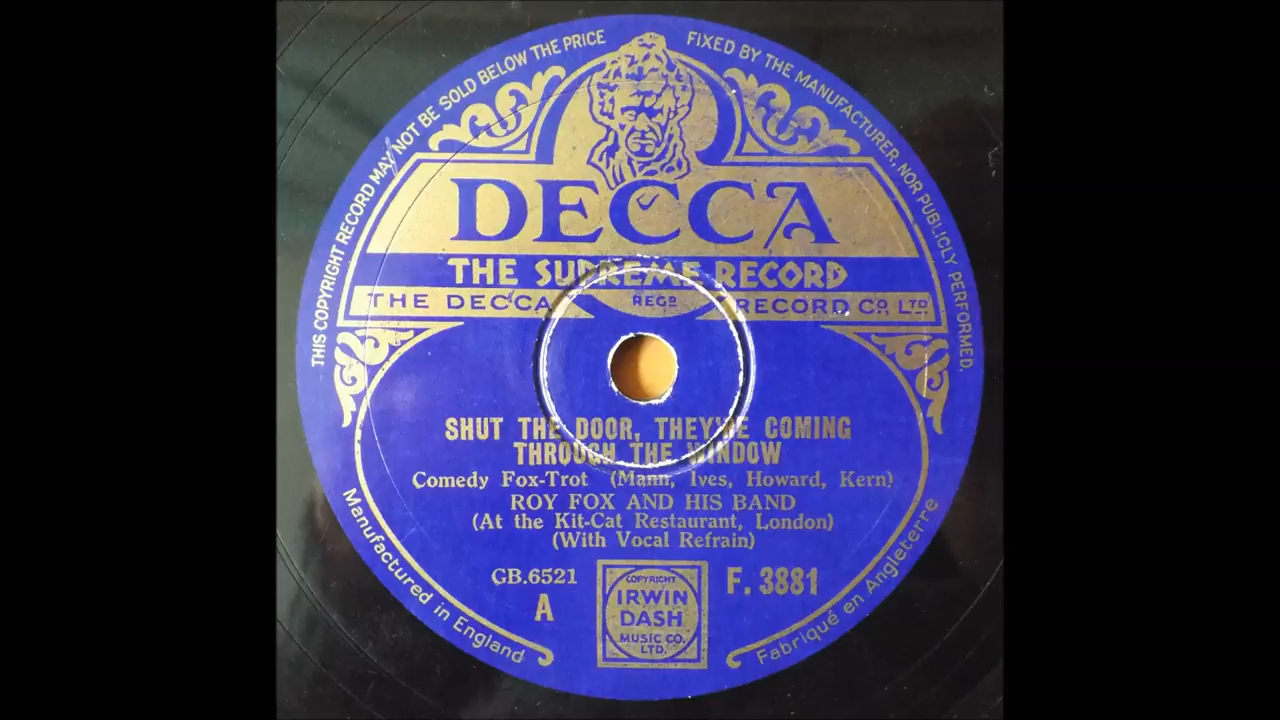 THIS COPYRIGHT RECORD MAY NOT BE SOLD BELOW THE PRICE FIXED BY THE MANUFACTURER, NOR PUBLICLY PERFORMED.
DECCA
THE SUPREME RECORD
THE DECCA REGD RECORD CO. LTD
SHUT THE DOOR, THEY'RE COMING
THROUGH THE WINDOW
Comedy Fox-Trot (Mann, Ives, Howard, Kern)
ROY FOX AND HIS BAND
(At the Kit-Cat Restaurant, London)
(With Vocal Refrain)
GB.6521
A
COPYRIGHT
IRWIN
DASH
MUSIC CO.
LTD.
F. 3881
Manufactured in England
Fabriqué en Angleterre